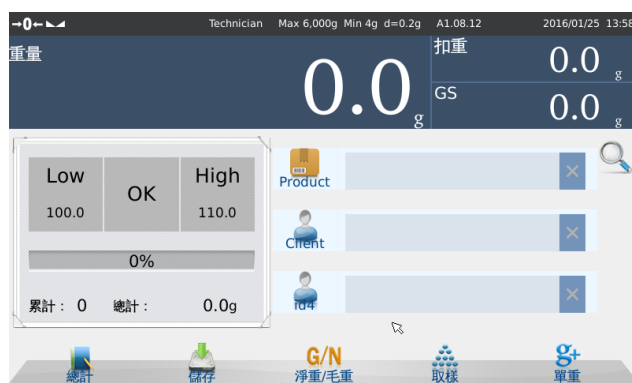 →0← Technician Max 6,000g Min 4g d=0.2g A1.08.12 2016/01/25 13:58
重量
0.0 g
扣重
0.0 g
GS
0.0 g
Low OK High
100.0 110.0
0%
累計： 0 總計： 0.0g
Product
Client
id4
總計 儲存 G/N 淨重/毛重 取樣 g+ 單重